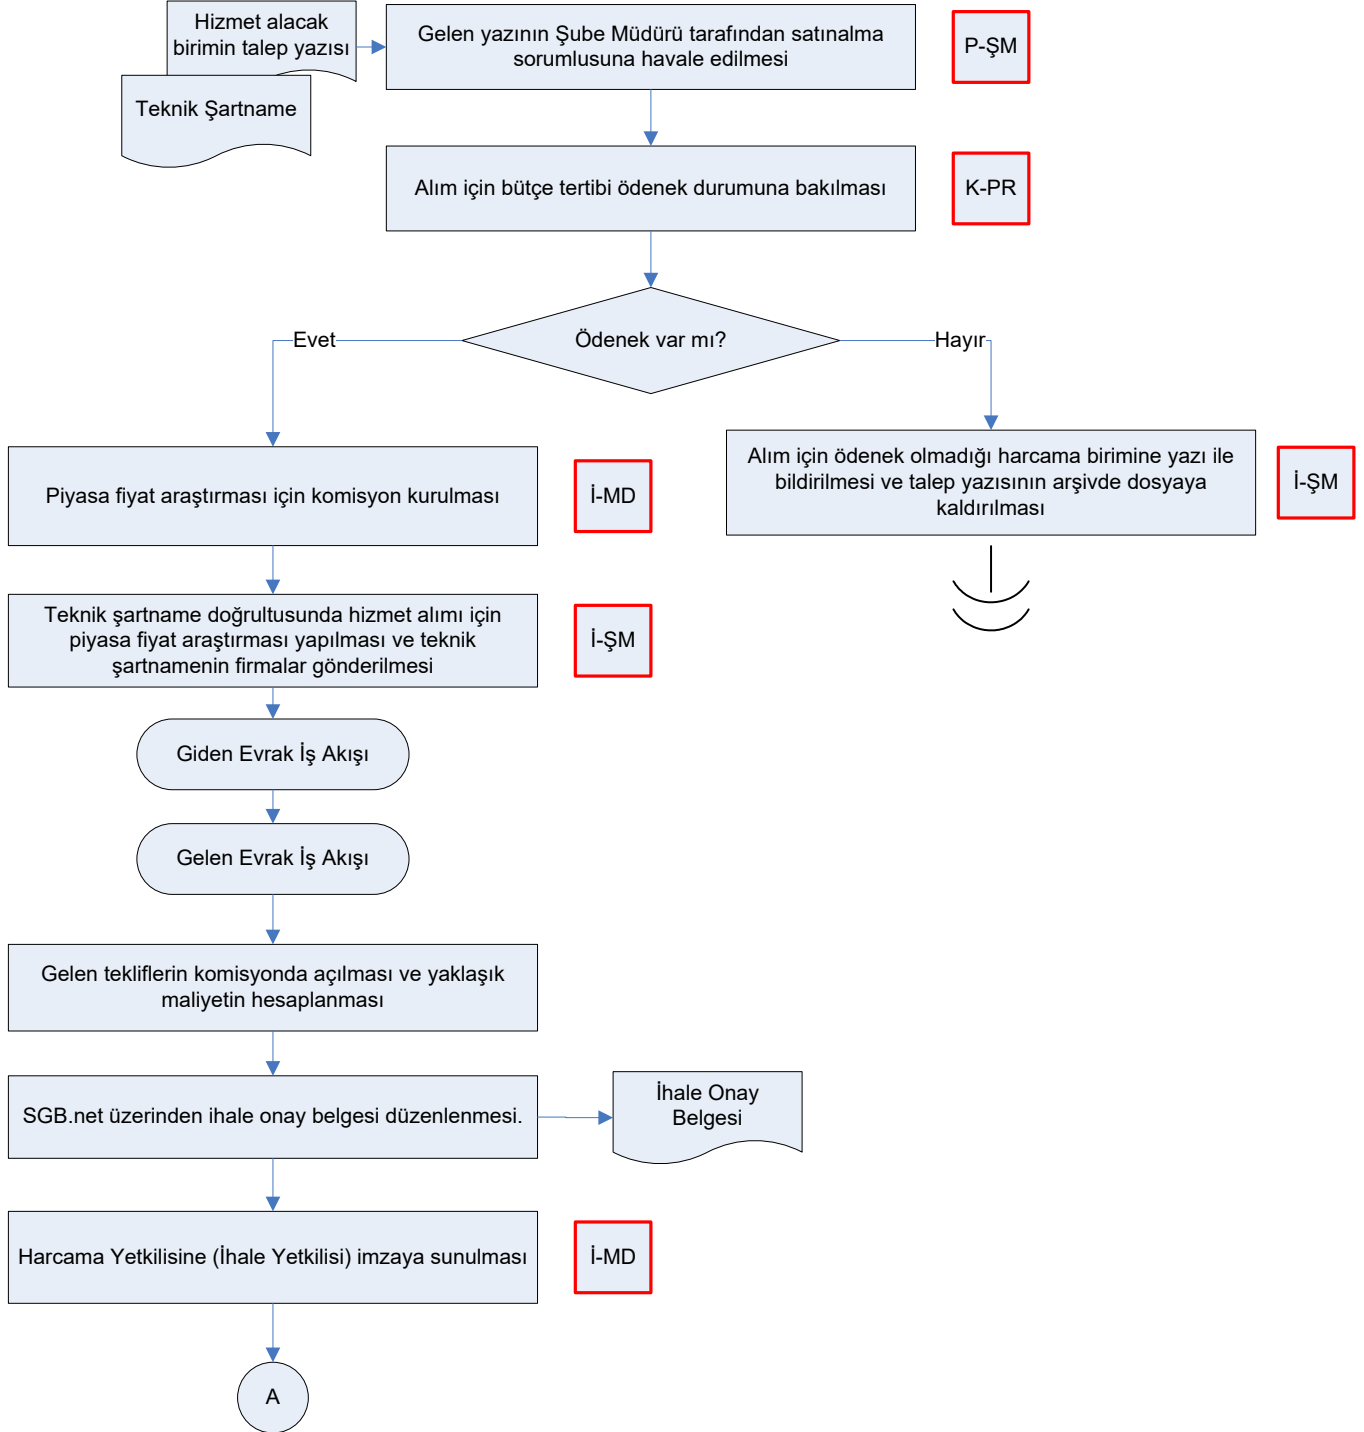 Hizmet alacak
birimin talep yazısı
Teknik Şartname
Gelen yazının Şube Müdürü tarafından satınalma
sorumlusuna havale edilmesi
P-ŞM
Alım için bütçe tertibi ödenek durumuna bakılması
K-PR
Ödenek var mı?
Evet
Hayır
Piyasa fiyat araştırması için komisyon kurulması
İ-MD
Alım için ödenek olmadığı harcama birimine yazı ile
bildirilmesi ve talep yazısının arşivde dosyaya
kaldırılması
İ-ŞM
Teknik şartname doğrultusunda hizmet alımı için
piyasa fiyat araştırması yapılması ve teknik
şartnamenin firmalar gönderilmesi
İ-ŞM
Giden Evrak İş Akışı
Gelen Evrak İş Akışı
Gelen tekliflerin komisyonda açılması ve yaklaşık
maliyetin hesaplanması
SGB.net üzerinden ihale onay belgesi düzenlenmesi.
İhale Onay
Belgesi
Harcama Yetkilisine (İhale Yetkilisi) imzaya sunulması
İ-MD
A